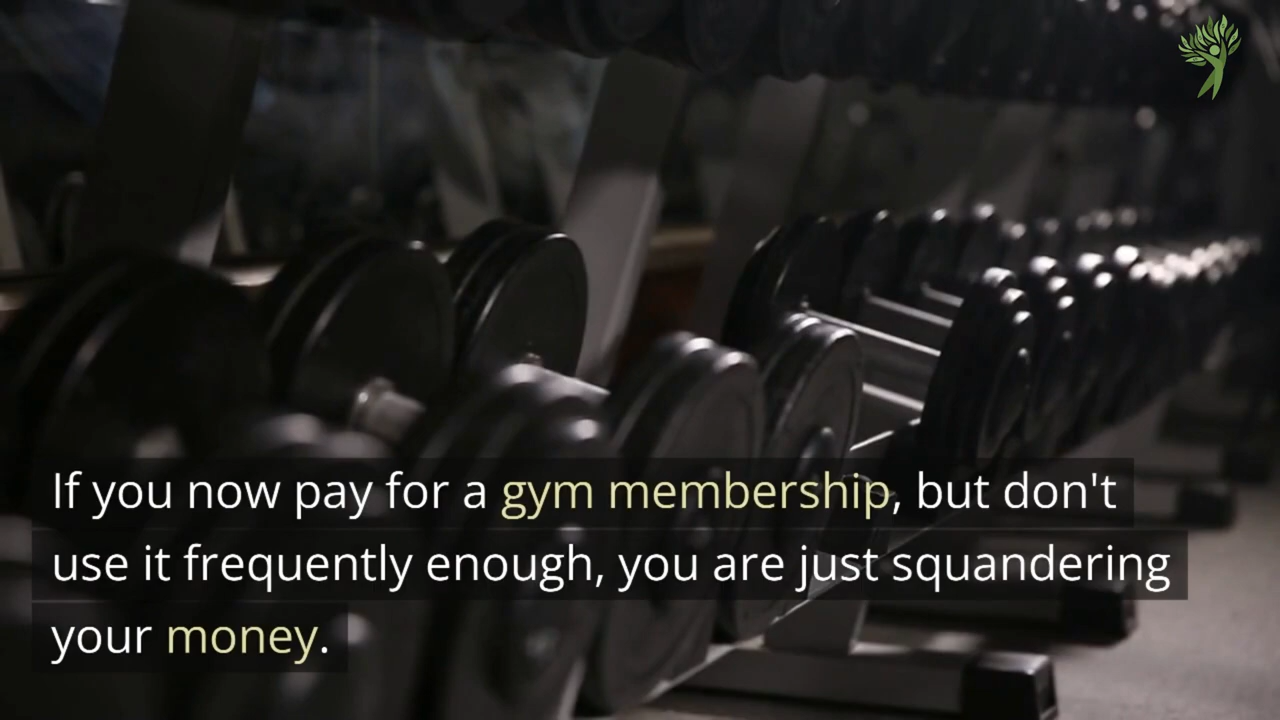 If you now pay for a gym membership, but don't
use it frequently enough, you are just squandering
your money.